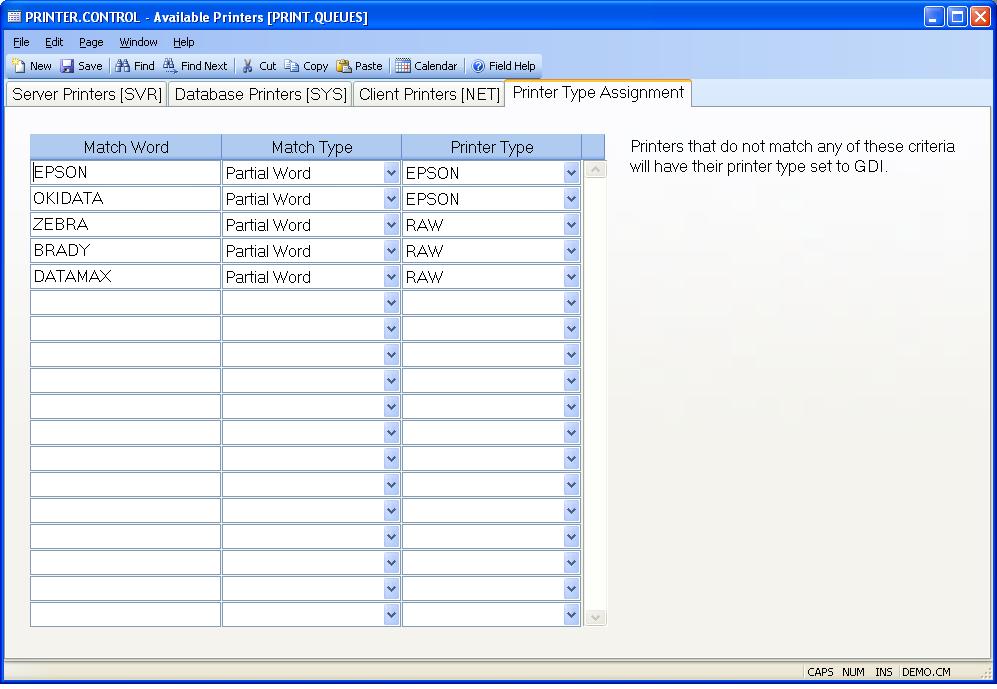 PRINTER.CONTROL - Available Printers [PRINT.QUEUES]
File Edit Page Window Help
New Save Find Find Next Cut Copy Paste Calendar Field Help
Server Printers [SVR] Database Printers [SYS] Client Printers [NET] Printer Type Assignment
Match Word Match Type Printer Type
EPSON Partial Word EPSON
OKIDATA Partial Word EPSON
ZEBRA Partial Word RAW
BRADY Partial Word RAW
DATAMAX Partial Word RAW
Printers that do not match any of these criteria
will have their printer type set to GDI.
CAPS NUM INS DEMO.CM